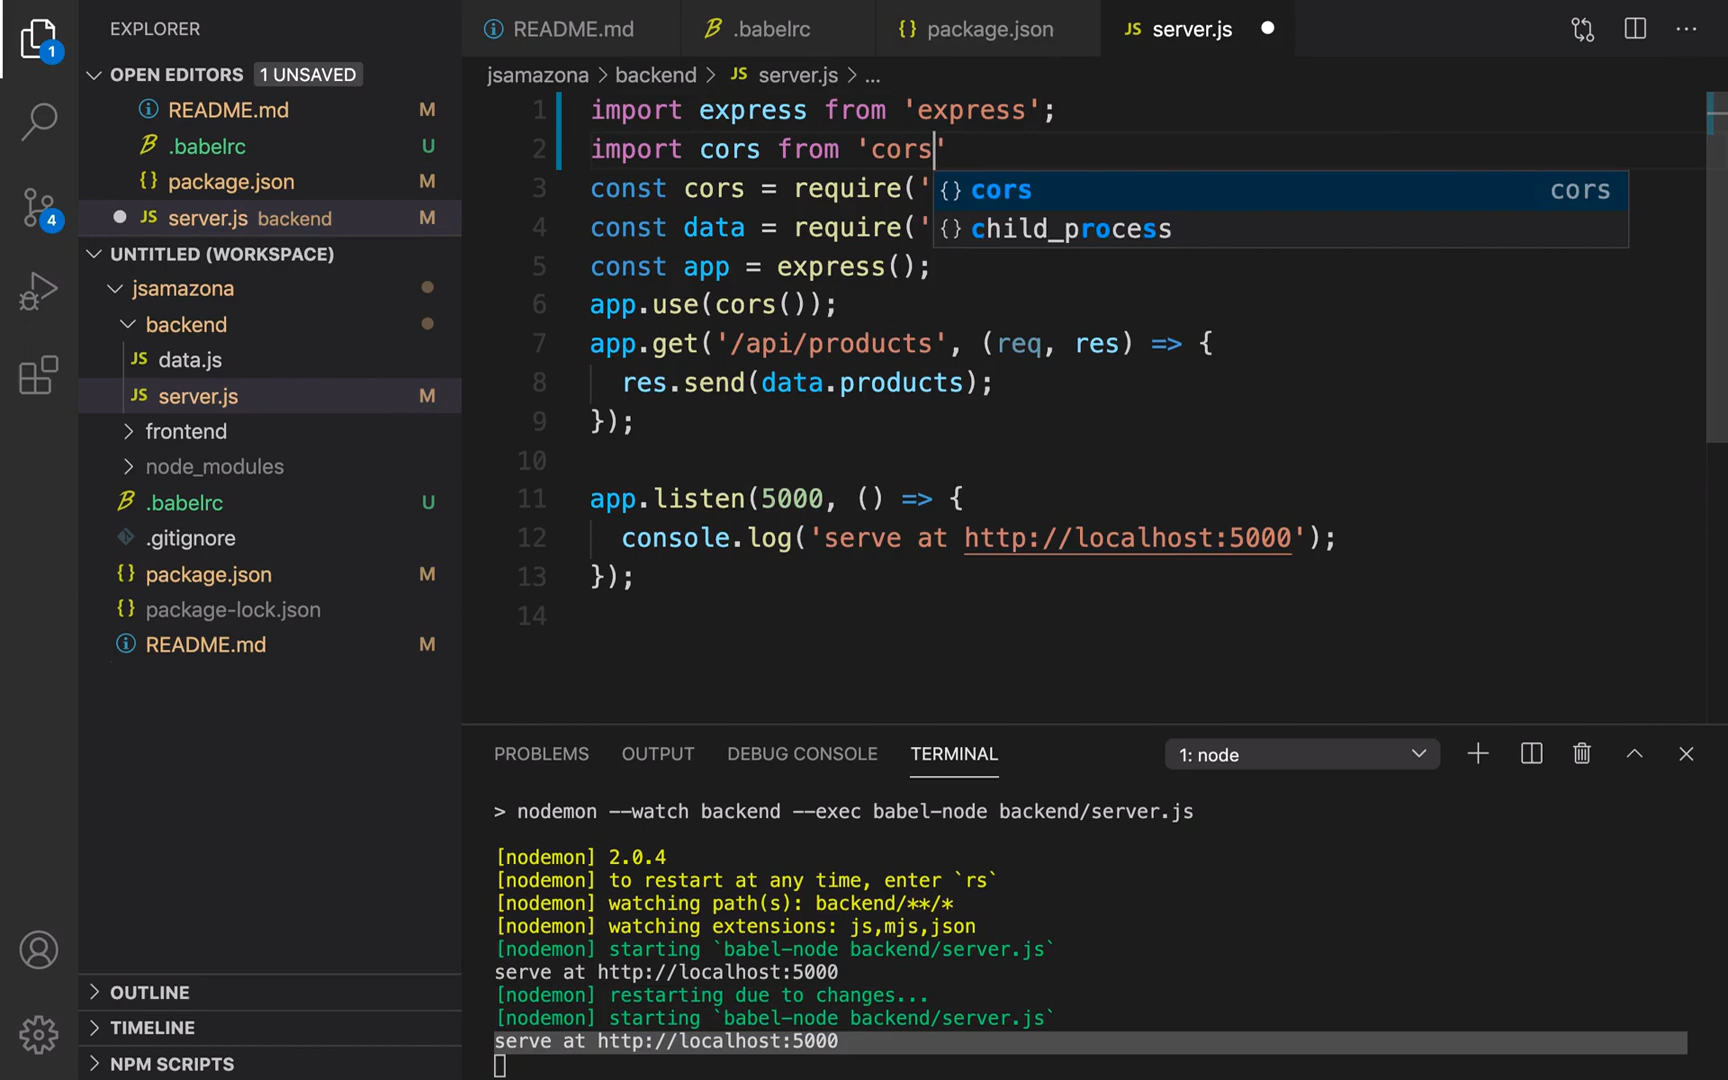 EXPLORER
OPEN EDITORS 1 UNSAVED
README.md M
.babelrc U
package.json M
JS server.js backend M
UNTITLED (WORKSPACE)
jsamazona
backend
JS data.js
JS server.js M
frontend
node_modules
.babelrc U
.gitignore
{} package.json M
{} package-lock.json
README.md M
OUTLINE
TIMELINE
NPM SCRIPTS
1
4
README.md .babelrc {} package.json JS server.js
jsamazona > backend > JS server.js > ...
1 import express from 'express';
2 import cors from 'cors'
3 const cors = require('
4 const data = require('
{} cors cors
{} child_process
5 const app = express();
6 app.use(cors());
7 app.get('/api/products', (req, res) => {
8 res.send(data.products);
9 });
10
11 app.listen(5000, () => {
12 console.log('serve at http://localhost:5000');
13 });
14
PROBLEMS OUTPUT DEBUG CONSOLE TERMINAL 1: node
> nodemon --watch backend --exec babel-node backend/server.js
[nodemon] 2.0.4
[nodemon] to restart at any time, enter `rs`
[nodemon] watching path(s): backend/**/*
[nodemon] watching extensions: js,mjs,json
[nodemon] starting `babel-node backend/server.js`
serve at http://localhost:5000
[nodemon] restarting due to changes...
[nodemon] starting `babel-node backend/server.js`
serve at http://localhost:5000